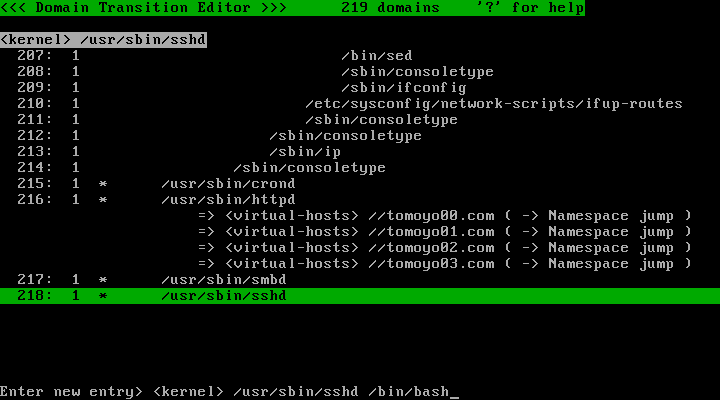 <<< Domain Transition Editor >>>      219 domains    '?' for help
<kernel> /usr/sbin/sshd
207:  1                             /bin/sed
208:  1                             /sbin/consoletype
209:  1                             /sbin/ifconfig
210:  1                         /etc/sysconfig/network-scripts/ifup-routes
211:  1                         /sbin/consoletype
212:  1                     /sbin/consoletype
213:  1                     /sbin/ip
214:  1                 /sbin/consoletype
215:  1  *      /usr/sbin/crond
216:  1  *      /usr/sbin/httpd
=> <virtual-hosts> //tomoyo00.com ( -> Namespace jump )
=> <virtual-hosts> //tomoyo01.com ( -> Namespace jump )
=> <virtual-hosts> //tomoyo02.com ( -> Namespace jump )
=> <virtual-hosts> //tomoyo03.com ( -> Namespace jump )
217:  1  *      /usr/sbin/smbd
218:  1  *      /usr/sbin/sshd
Enter new entry> <kernel> /usr/sbin/sshd /bin/bash_